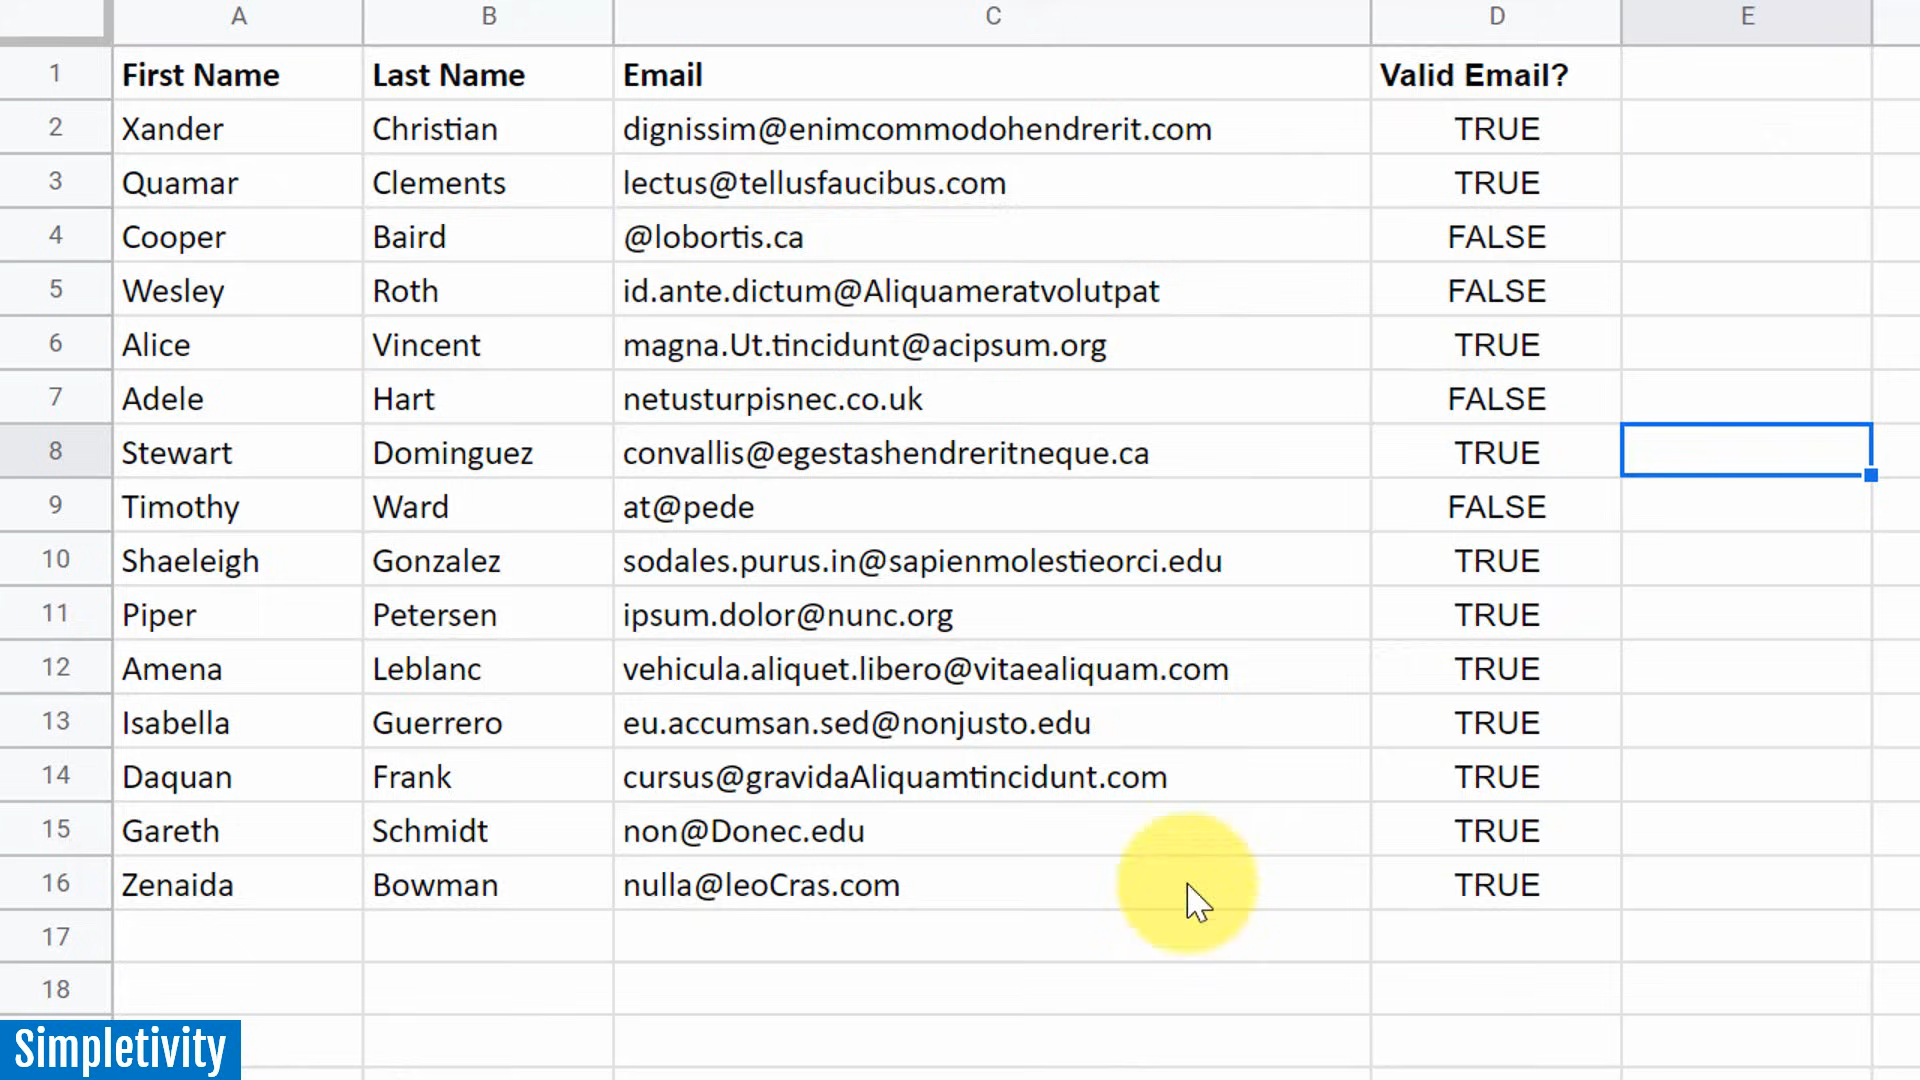 A B C D E
1 First Name Last Name Email Valid Email?
2 Xander Christian dignissim@enimcommodohendrerit.com TRUE
3 Quamar Clements lectus@tellusfaucibus.com TRUE
4 Cooper Baird @lobortis.ca FALSE
5 Wesley Roth id.ante.dictum@Aliquameratvolutpat FALSE
6 Alice Vincent magna.Ut.tincidunt@acipsum.org TRUE
7 Adele Hart netusturpisnec.co.uk FALSE
8 Stewart Dominguez convallis@egestashendreritneque.ca TRUE
9 Timothy Ward at@pede FALSE
10 Shaeleigh Gonzalez sodales.purus.in@sapienmolestieorci.edu TRUE
11 Piper Petersen ipsum.dolor@nunc.org TRUE
12 Amena Leblanc vehicula.aliquet.libero@vitaealiquam.com TRUE
13 Isabella Guerrero eu.accumsan.sed@nonjusto.edu TRUE
14 Daquan Frank cursus@gravidaAliquamtincidunt.com TRUE
15 Gareth Schmidt non@Donec.edu TRUE
16 Zenaida Bowman nulla@leoCras.com TRUE
17
18
Simpletivity